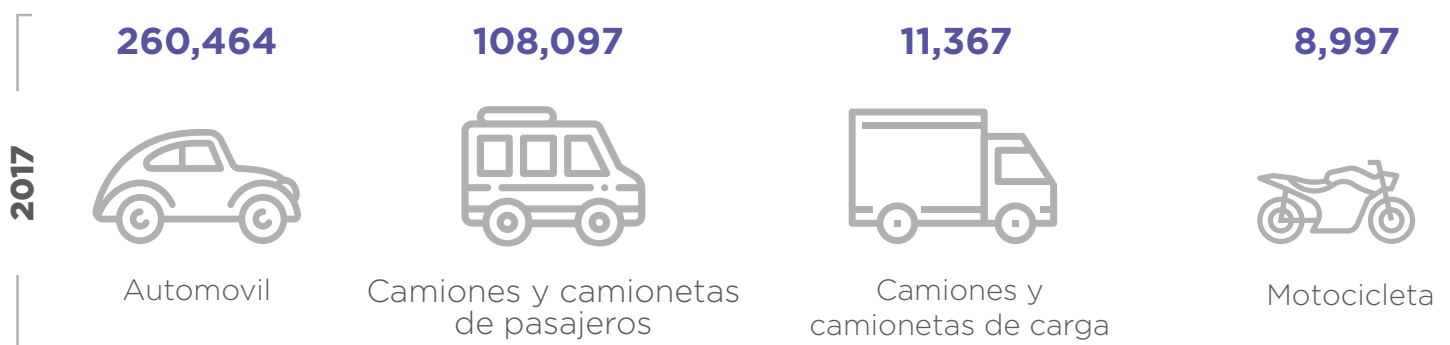 260,464
108,097
11,367
8,997
2017
Automovil
Camiones y camionetas
de pasajeros
Camiones y
camionetas de carga
Motocicleta